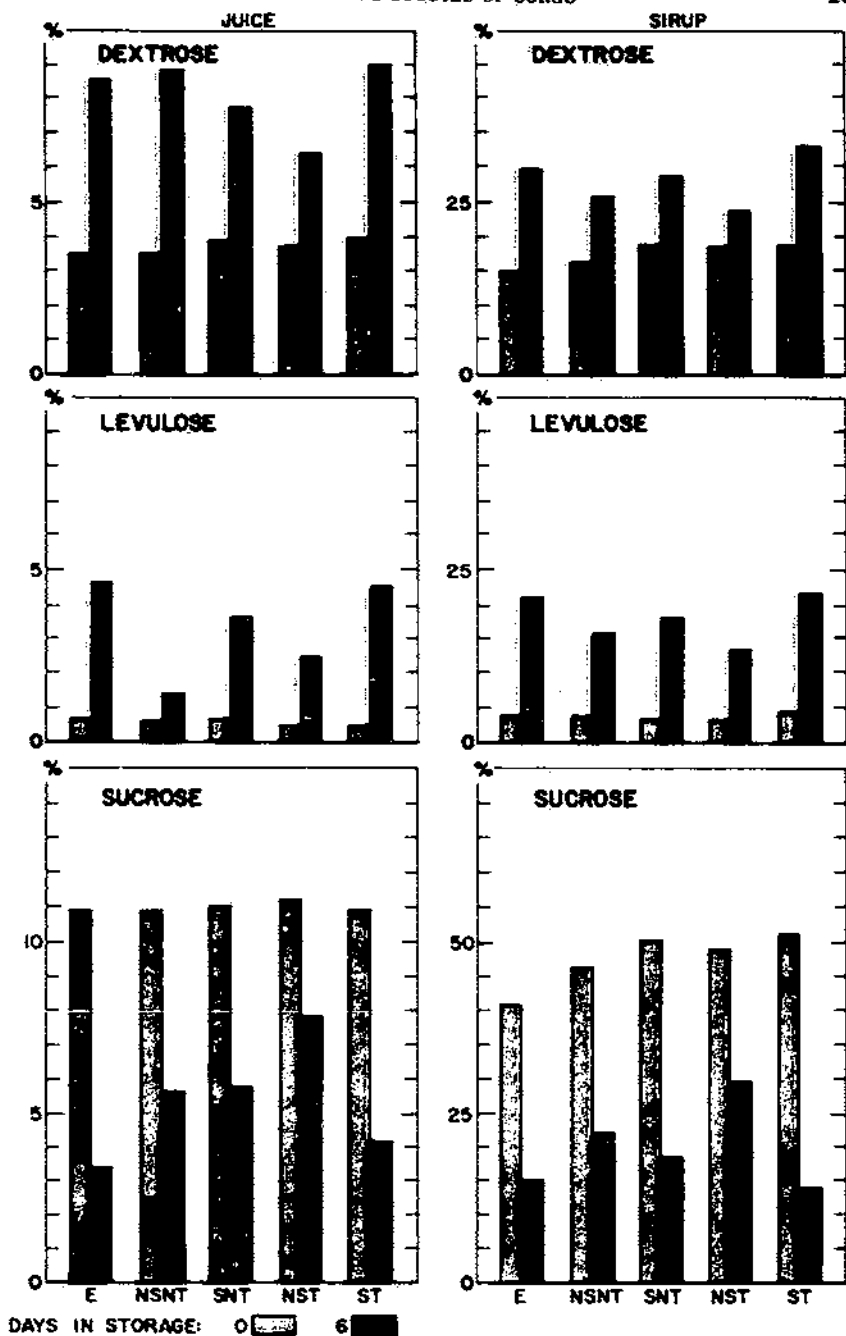 JUICE SIRUP
% DEXTROSE % DEXTROSE
5 25
0 0
% LEVULOSE % LEVULOSE
5 25
0 0
% SUCROSE % SUCROSE
10 50
5 25
0 0
E NSNT SNT NST ST E NSNT SNT NST ST
DAYS IN STORAGE: 0 6